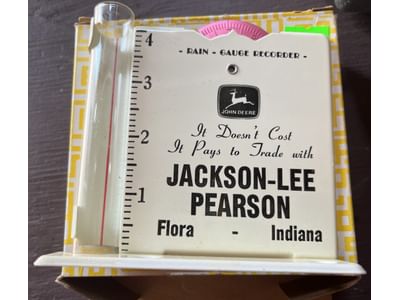 - RAIN - GAUGE RECORDER -
4
3
2
1
JOHN DEERE
It Doesn't Cost
It Pays to Trade with
JACKSON-LEE
PEARSON
Flora - Indiana